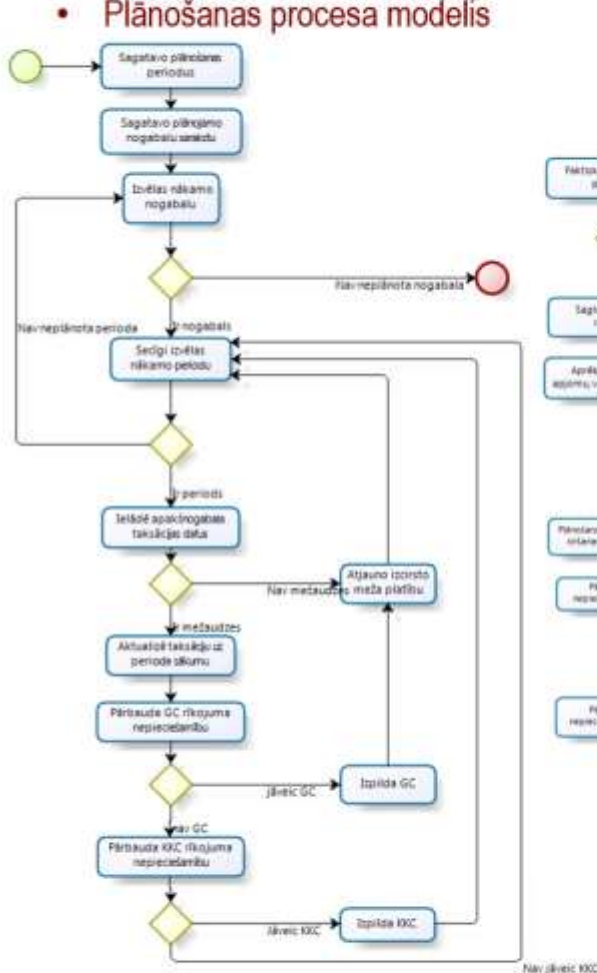 • Plānošanas procesa modelis
Sagatavo plānošanas
periodus
Sagatavo plānojamo
nogabalu sarakstu
Izvēlas nākamo
nogabalu
Nav neplānota nogabala
Nav neplānota perioda
Ir nogabals
Secīgi izvēlas
nākamo periodu
Ir periods
Ielādē apakšnogabala
taksācijas datus
Nav mežaudzes
Atjauno izcirsto
meža platību
Ir mežaudzes
Aktualizē taksāciju uz
perioda sākumu
Pārbauda GC rīkojuma
nepieciešamību
jāveic GC
Izpilda GC
nav GC
Pārbauda KKC rīkojuma
nepieciešamību
Jāveic KKC
Izpilda KKC
Nav jāveic KKC